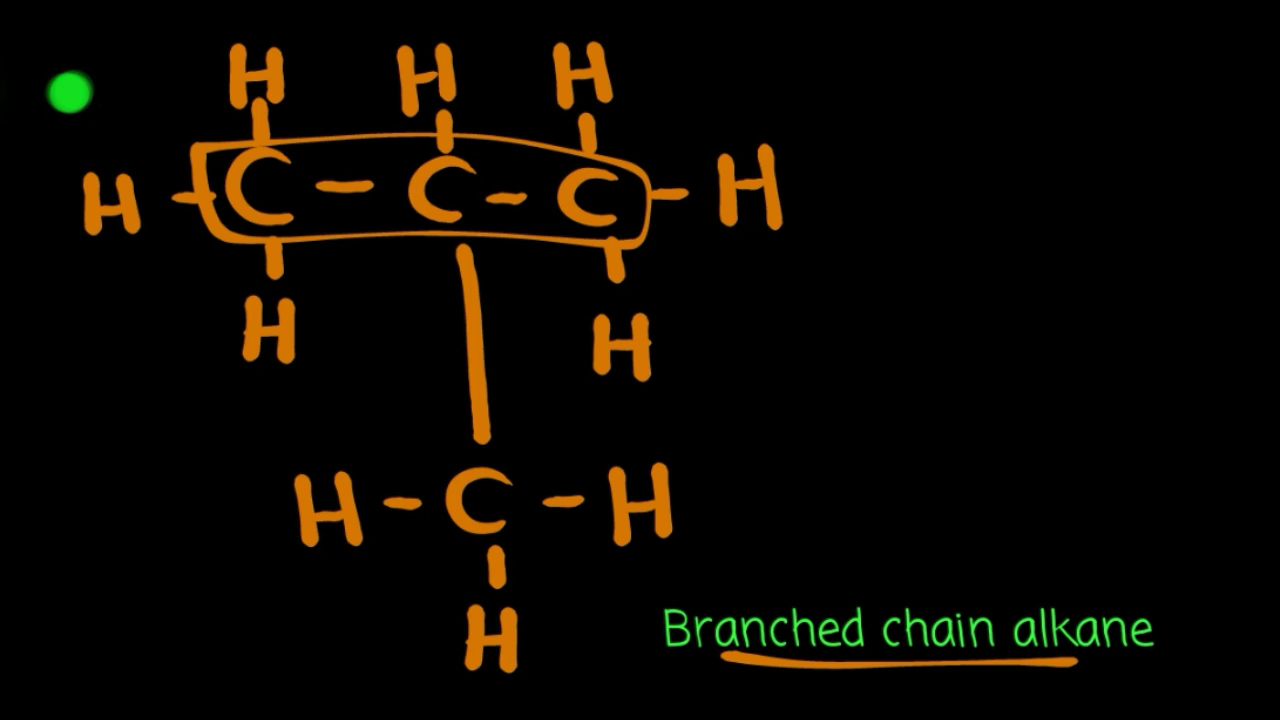 H H H
H - C - C - C - H
H H
H - C - H
H
Branched chain alkane